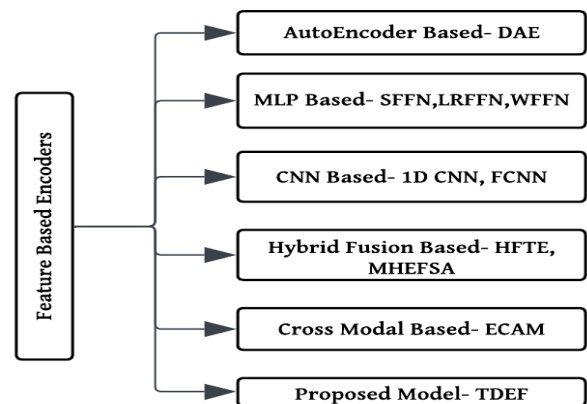 Feature Based Encoders
AutoEncoder Based- DAE
MLP Based- SFFN,LRFFN,WFFN
CNN Based- 1D CNN, FCNN
Hybrid Fusion Based- HFTE,
MHEFSA
Cross Modal Based- ECAM
Proposed Model- TDEF